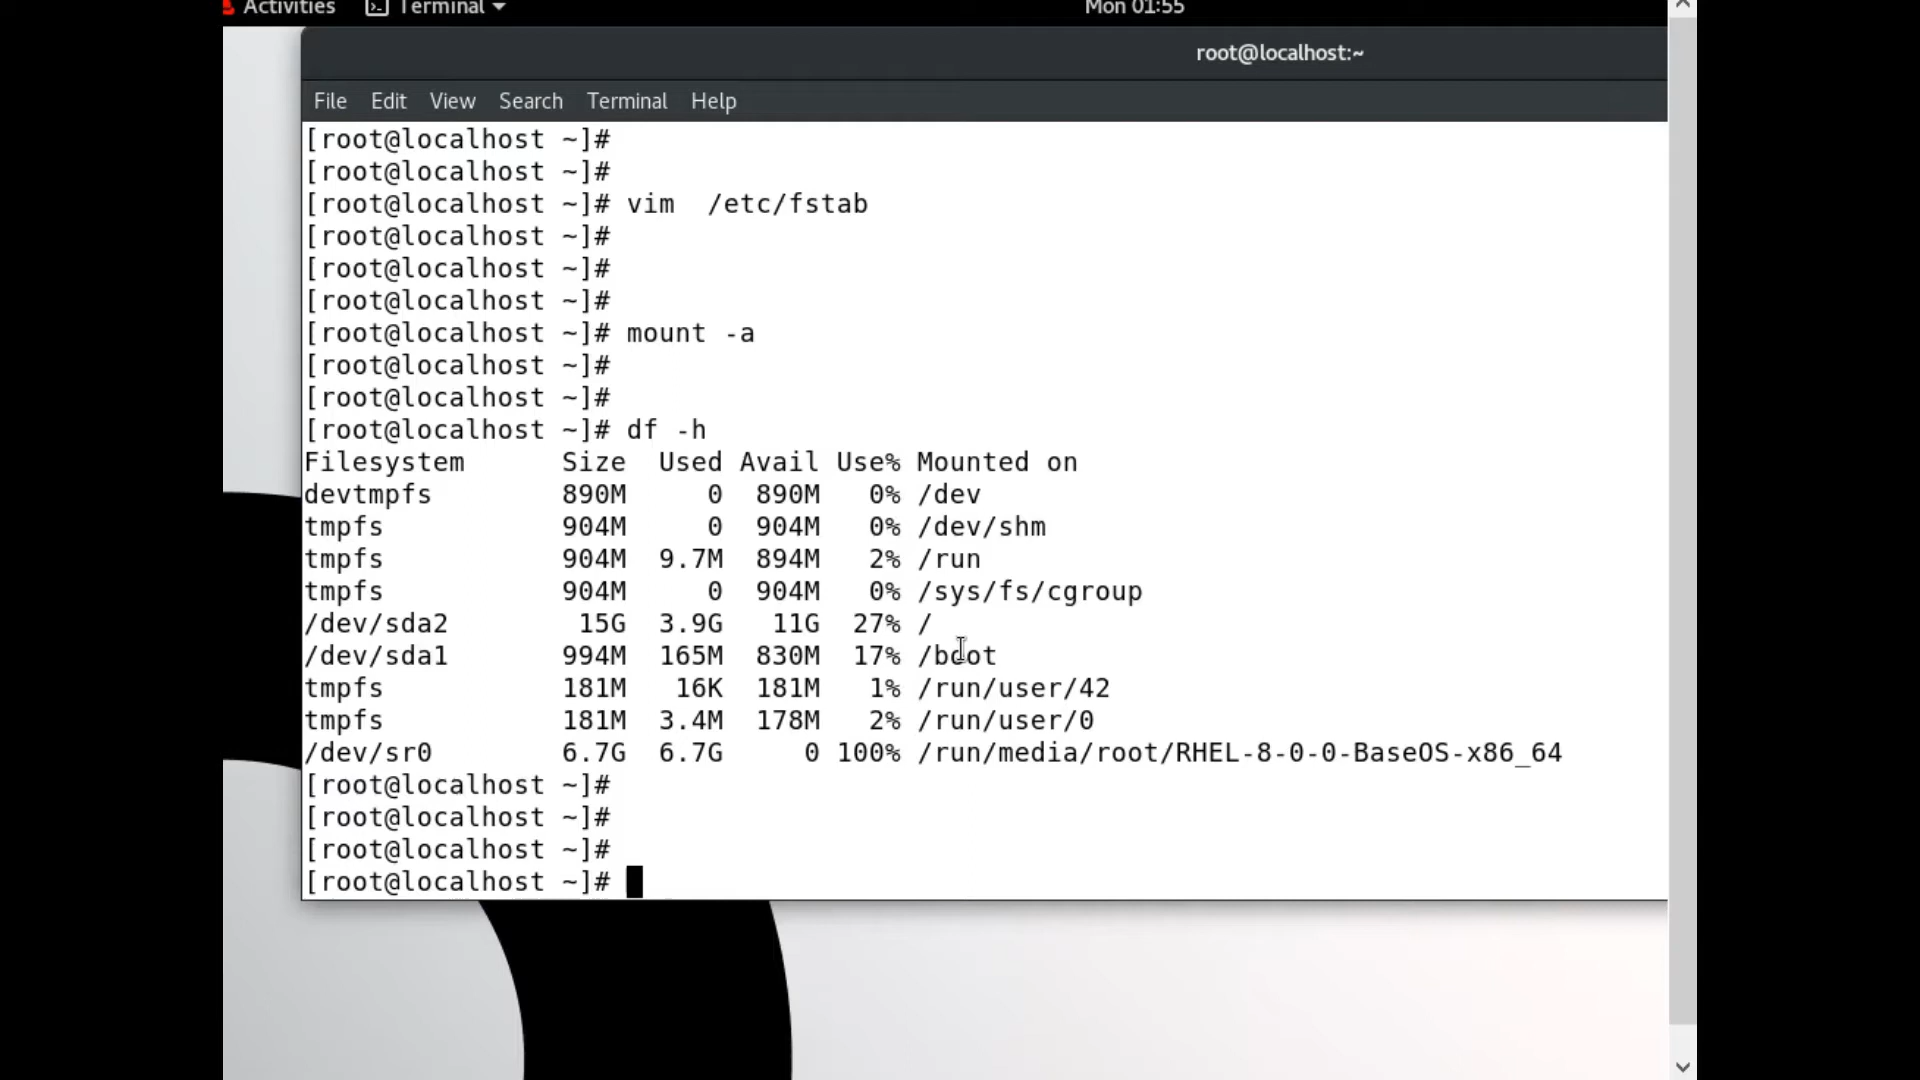 Activities Terminal Mon 01:55
root@localhost:~
File Edit View Search Terminal Help
[root@localhost ~]#
[root@localhost ~]#
[root@localhost ~]# vim  /etc/fstab
[root@localhost ~]#
[root@localhost ~]#
[root@localhost ~]#
[root@localhost ~]# mount -a
[root@localhost ~]#
[root@localhost ~]#
[root@localhost ~]# df -h
Filesystem      Size  Used Avail Use% Mounted on
devtmpfs        890M     0  890M   0% /dev
tmpfs           904M     0  904M   0% /dev/shm
tmpfs           904M  9.7M  894M   2% /run
tmpfs           904M     0  904M   0% /sys/fs/cgroup
/dev/sda2        15G  3.9G   11G  27% /
/dev/sda1       994M  165M  830M  17% /boot
tmpfs           181M   16K  181M   1% /run/user/42
tmpfs           181M  3.4M  178M   2% /run/user/0
/dev/sr0        6.7G  6.7G     0 100% /run/media/root/RHEL-8-0-0-BaseOS-x86_64
[root@localhost ~]#
[root@localhost ~]#
[root@localhost ~]#
[root@localhost ~]#